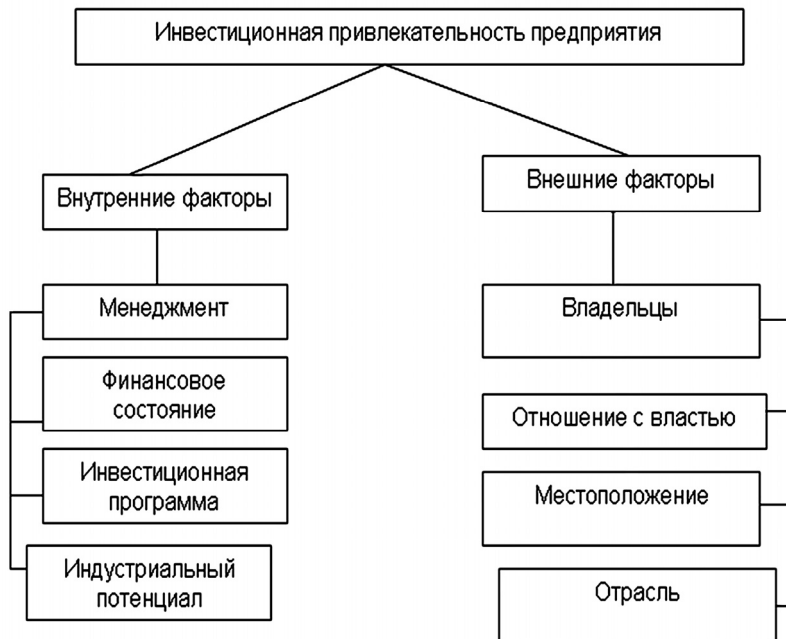 Инвестиционная привлекательность предприятия
Внутренние факторы
Внешние факторы
Менеджмент
Владельцы
Финансовое
состояние
Отношение с властью
Инвестиционная
программа
Местоположение
Индустриальный
потенциал
Отрасль